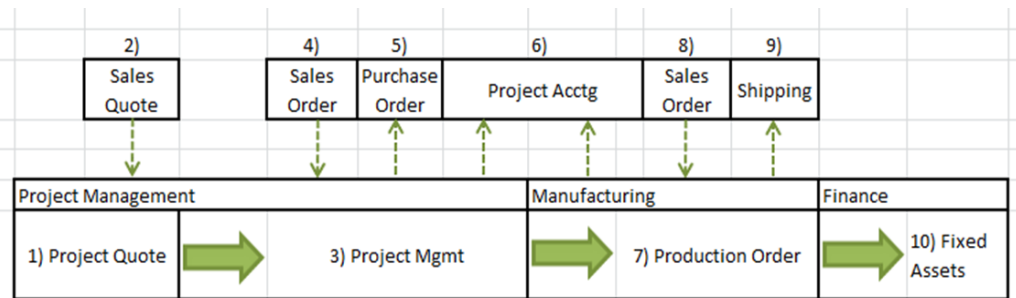 2)
4)
5)
6)
8)
9)
Sales
Quote
Sales
Order
Purchase
Order
Project Acctg
Sales
Order
Shipping
Project Management
Manufacturing
Finance
1) Project Quote
3) Project Mgmt
7) Production Order
10) Fixed
Assets